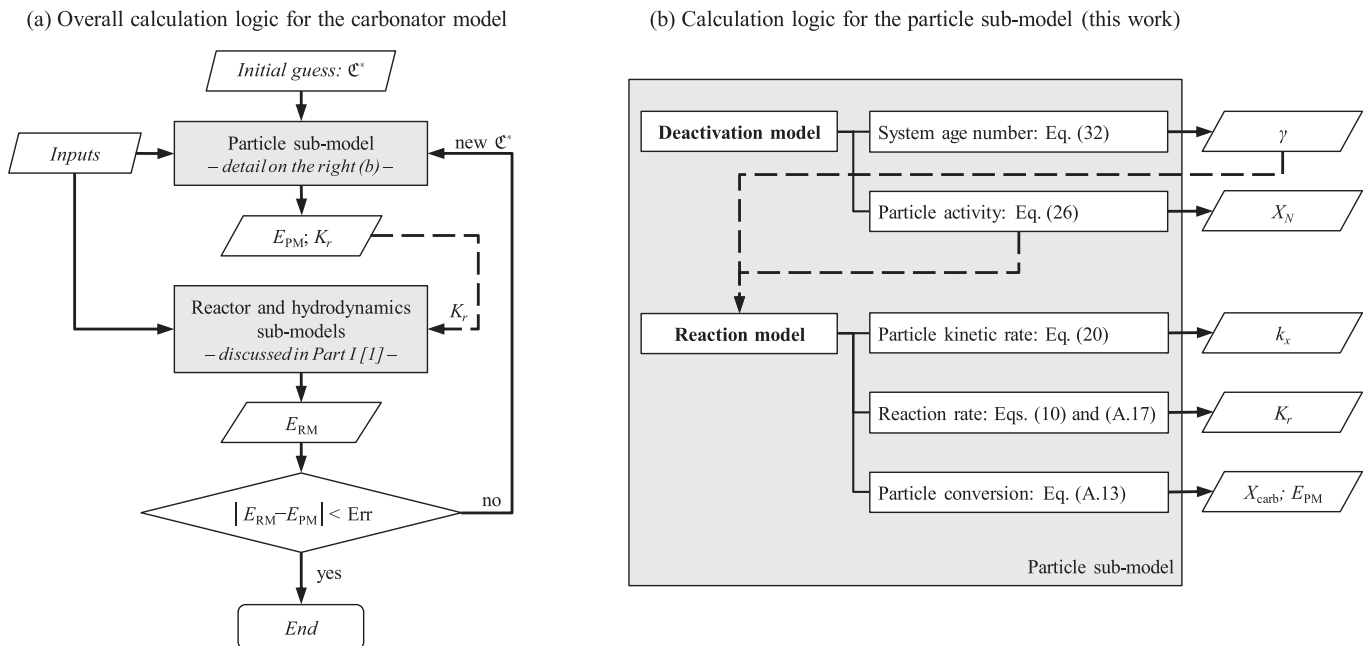 (a) Overall calculation logic for the carbonator model
Initial guess: ℭ*
Inputs
Particle sub-model
– detail on the right (b) –
new ℭ*
E_PM; K_r
K_r
Reactor and hydrodynamics
sub-models
– discussed in Part I [1] –
E_RM
|E_RM–E_PM| < Err
no
yes
End
(b) Calculation logic for the particle sub-model (this work)
Deactivation model
System age number: Eq. (32)
γ
Particle activity: Eq. (26)
X_N
Reaction model
Particle kinetic rate: Eq. (20)
k_x
Reaction rate: Eqs. (10) and (A.17)
K_r
Particle conversion: Eq. (A.13)
X_carb; E_PM
Particle sub-model